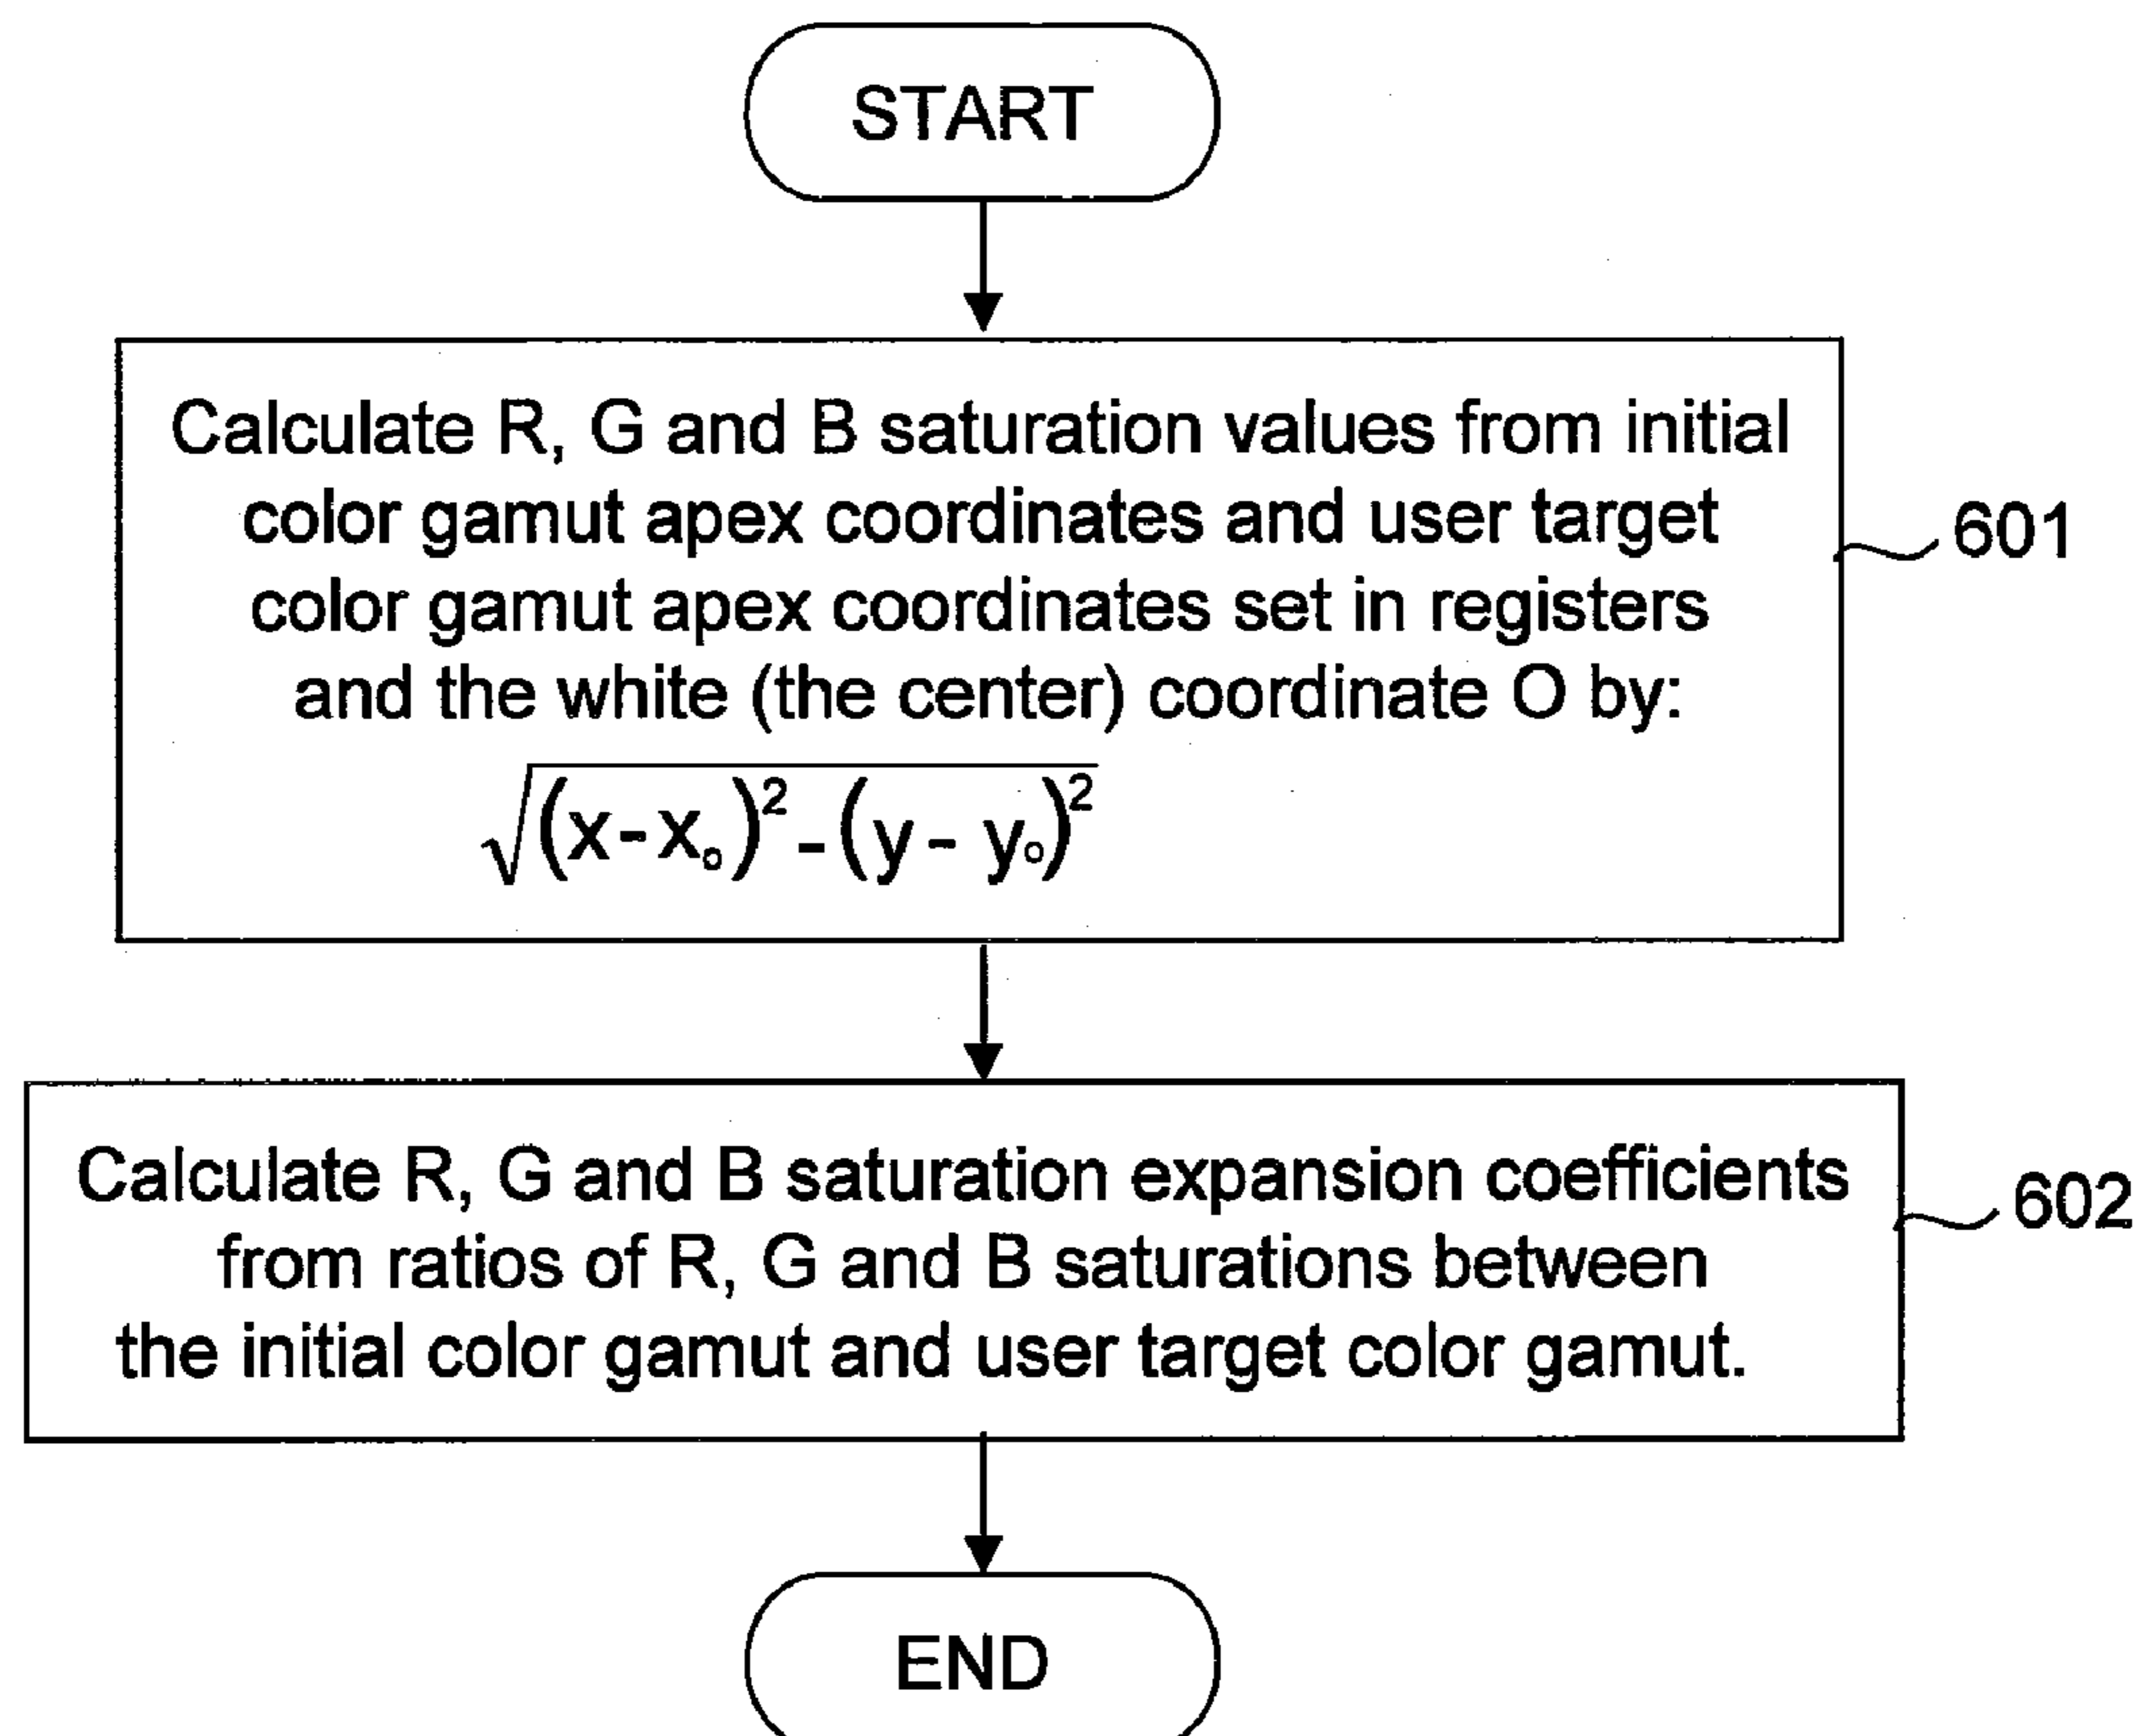 START
Calculate R, G and B saturation values from initial
color gamut apex coordinates and user target
color gamut apex coordinates set in registers
and the white (the center) coordinate O by:
√(x-x₀)²-(y-y₀)²
601
Calculate R, G and B saturation expansion coefficients
from ratios of R, G and B saturations between
the initial color gamut and user target color gamut.
602
END